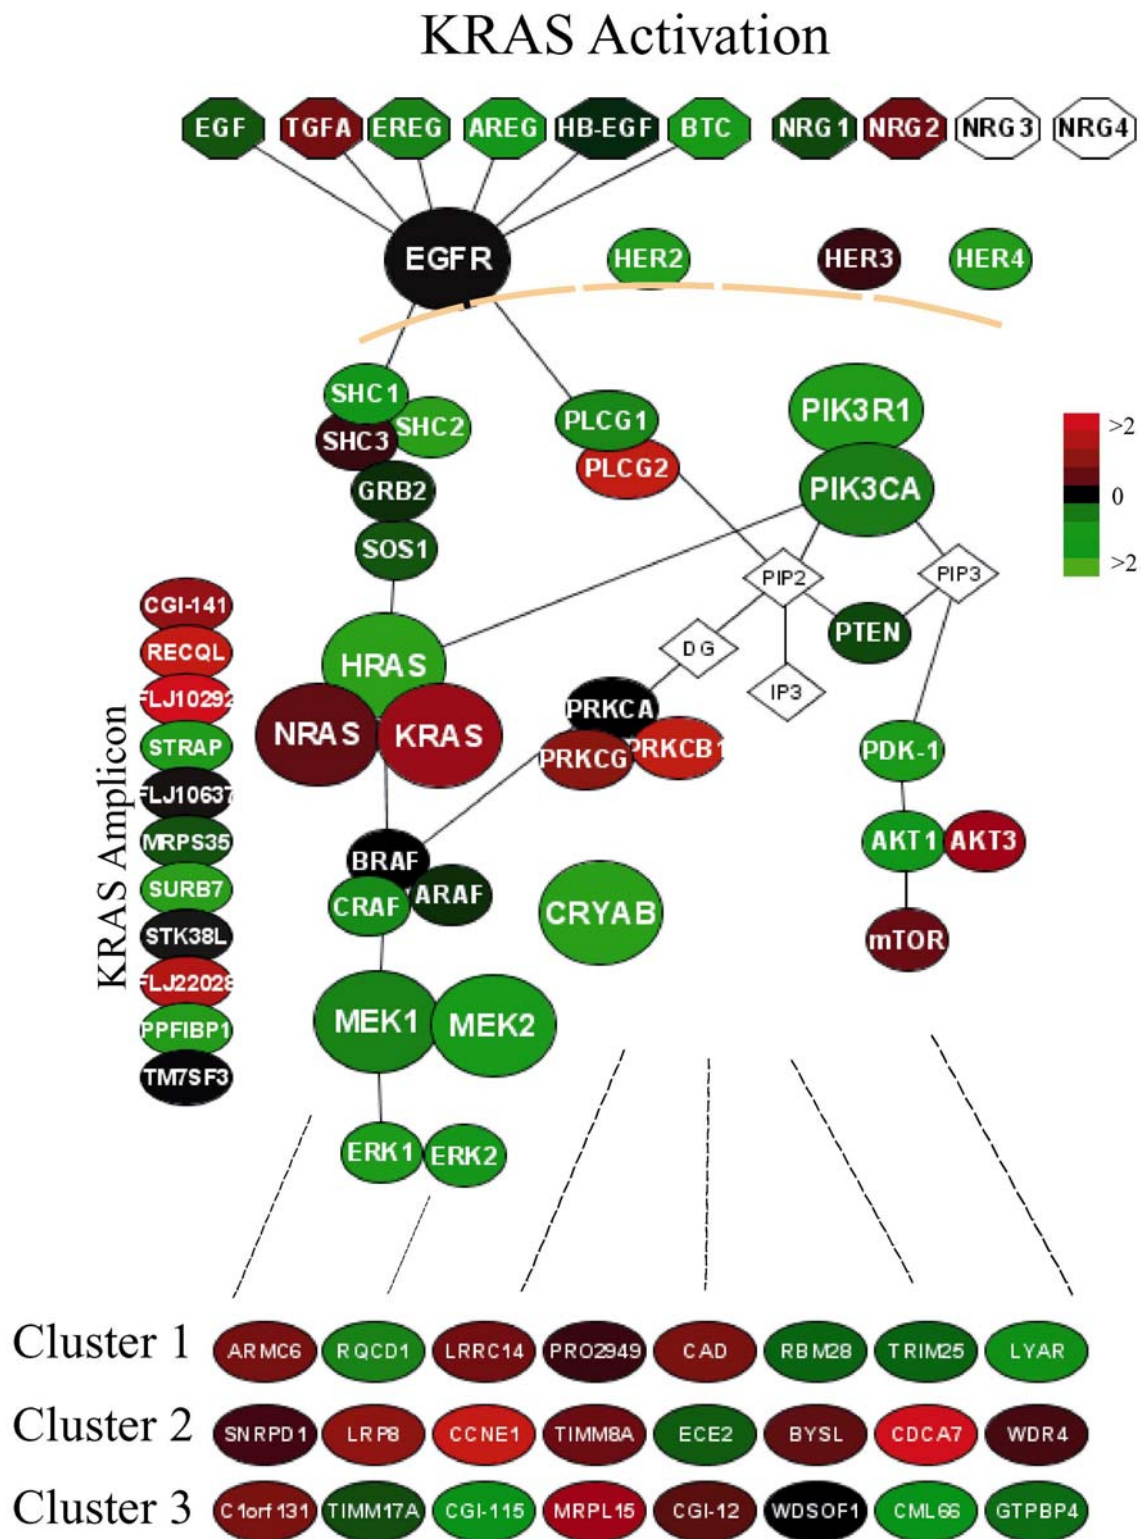 KRAS Activation
EGF TGFA EREG AREG HB-EGF BTC NRG1 NRG2 NRG3 NRG4
EGFR HER2 HER3 HER4
SHC1
SHC2
SHC3
GRB2
SOS1
PLCG1
PLCG2
PIK3R1
PIK3CA
>2
0
>2
PIP2
PIP3
PTEN
DG
IP3
HRAS
NRAS KRAS
PRKCA
PRKCG PRKCB1
PDK-1
AKT1 AKT3
mTOR
BRAF
CRAF ARAF
CRYAB
MEK1 MEK2
ERK1 ERK2
KRAS Amplicon
CGI-141
RECQL
FLJ10292
STRAP
FLJ10637
MRPS35
SURB7
STK38L
FLJ22028
PPFIBP1
TM7SF3
Cluster 1 ARMC6 RQCD1 LRRC14 PRO2949 CAD RBM28 TRIM25 LYAR
Cluster 2 SNRPD1 LRP8 CCNE1 TIMM8A ECE2 BYSL CDCA7 WDR4
Cluster 3 C1orf131 TIMM17A CGI-115 MRPL15 CGI-12 WDSOF1 CML66 GTPBP4